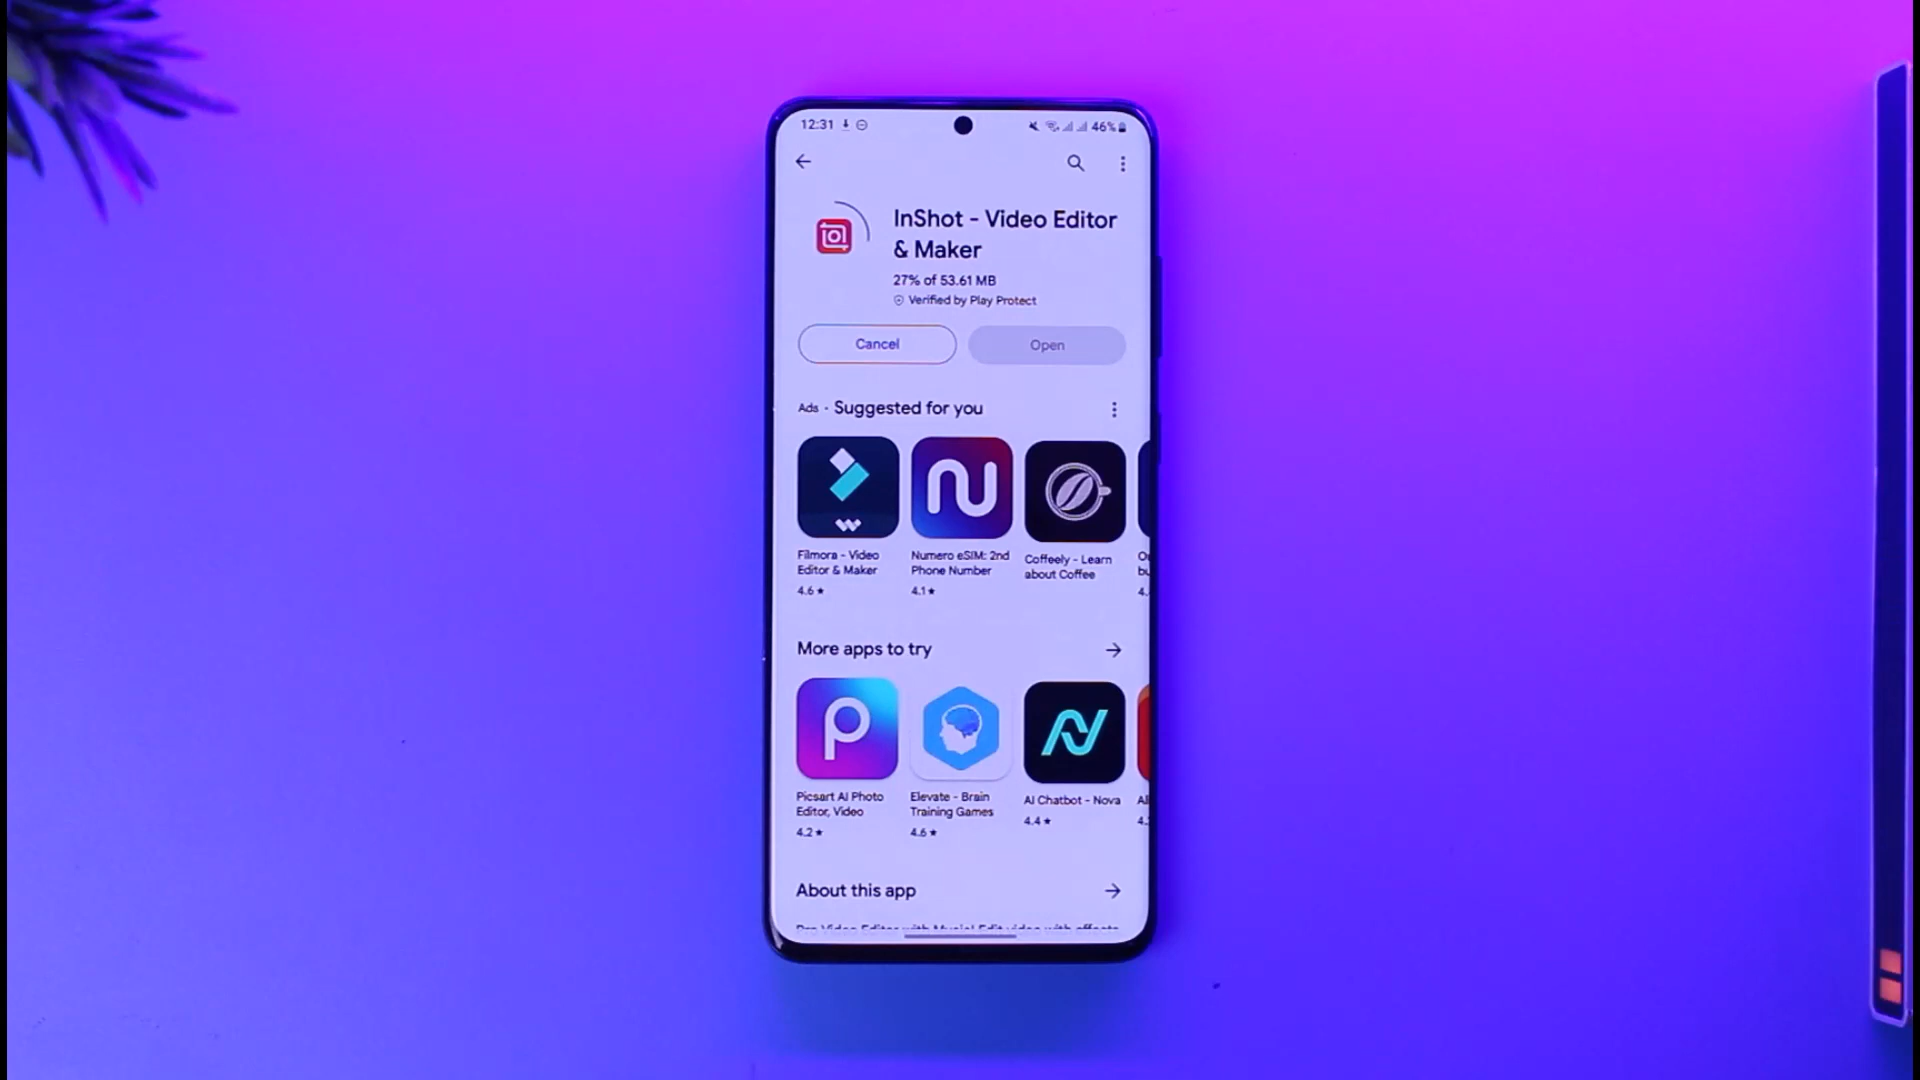 12:31
46%
InShot - Video Editor
& Maker
27% of 53.61 MB
Verified by Play Protect
Cancel
Open
Ads · Suggested for you
Filmora - Video
Editor & Maker
4.6★
Numero eSIM: 2nd
Phone Number
4.1★
Coffeely - Learn
about Coffee
More apps to try
Picsart AI Photo
Editor, Video
4.2★
Elevate - Brain
Training Games
4.6★
AI Chatbot - Nova
4.4★
About this app